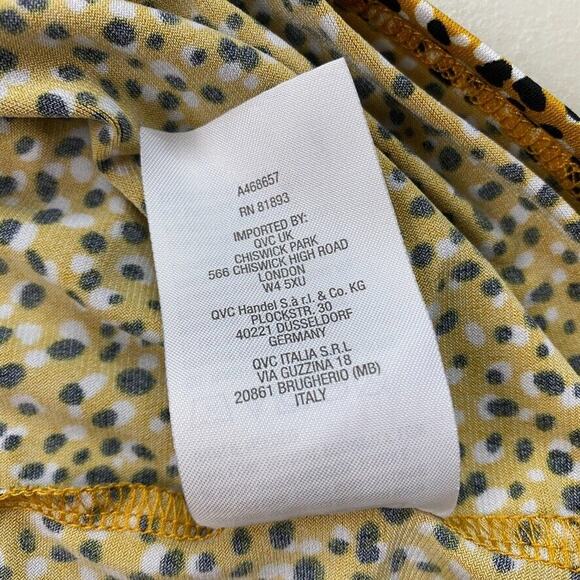 A468657
RN 81893
IMPORTED BY:
QVC UK
CHISWICK PARK
566 CHISWICK HIGH ROAD
LONDON
W4 5XU
QVC Handel S.à r.l. & Co. KG
PLOCKSTR. 30
40221 DÜSSELDORF
GERMANY
QVC ITALIA S.R.L
VIA GUZZINA 18
20861 BRUGHERIO (MB)
ITALY